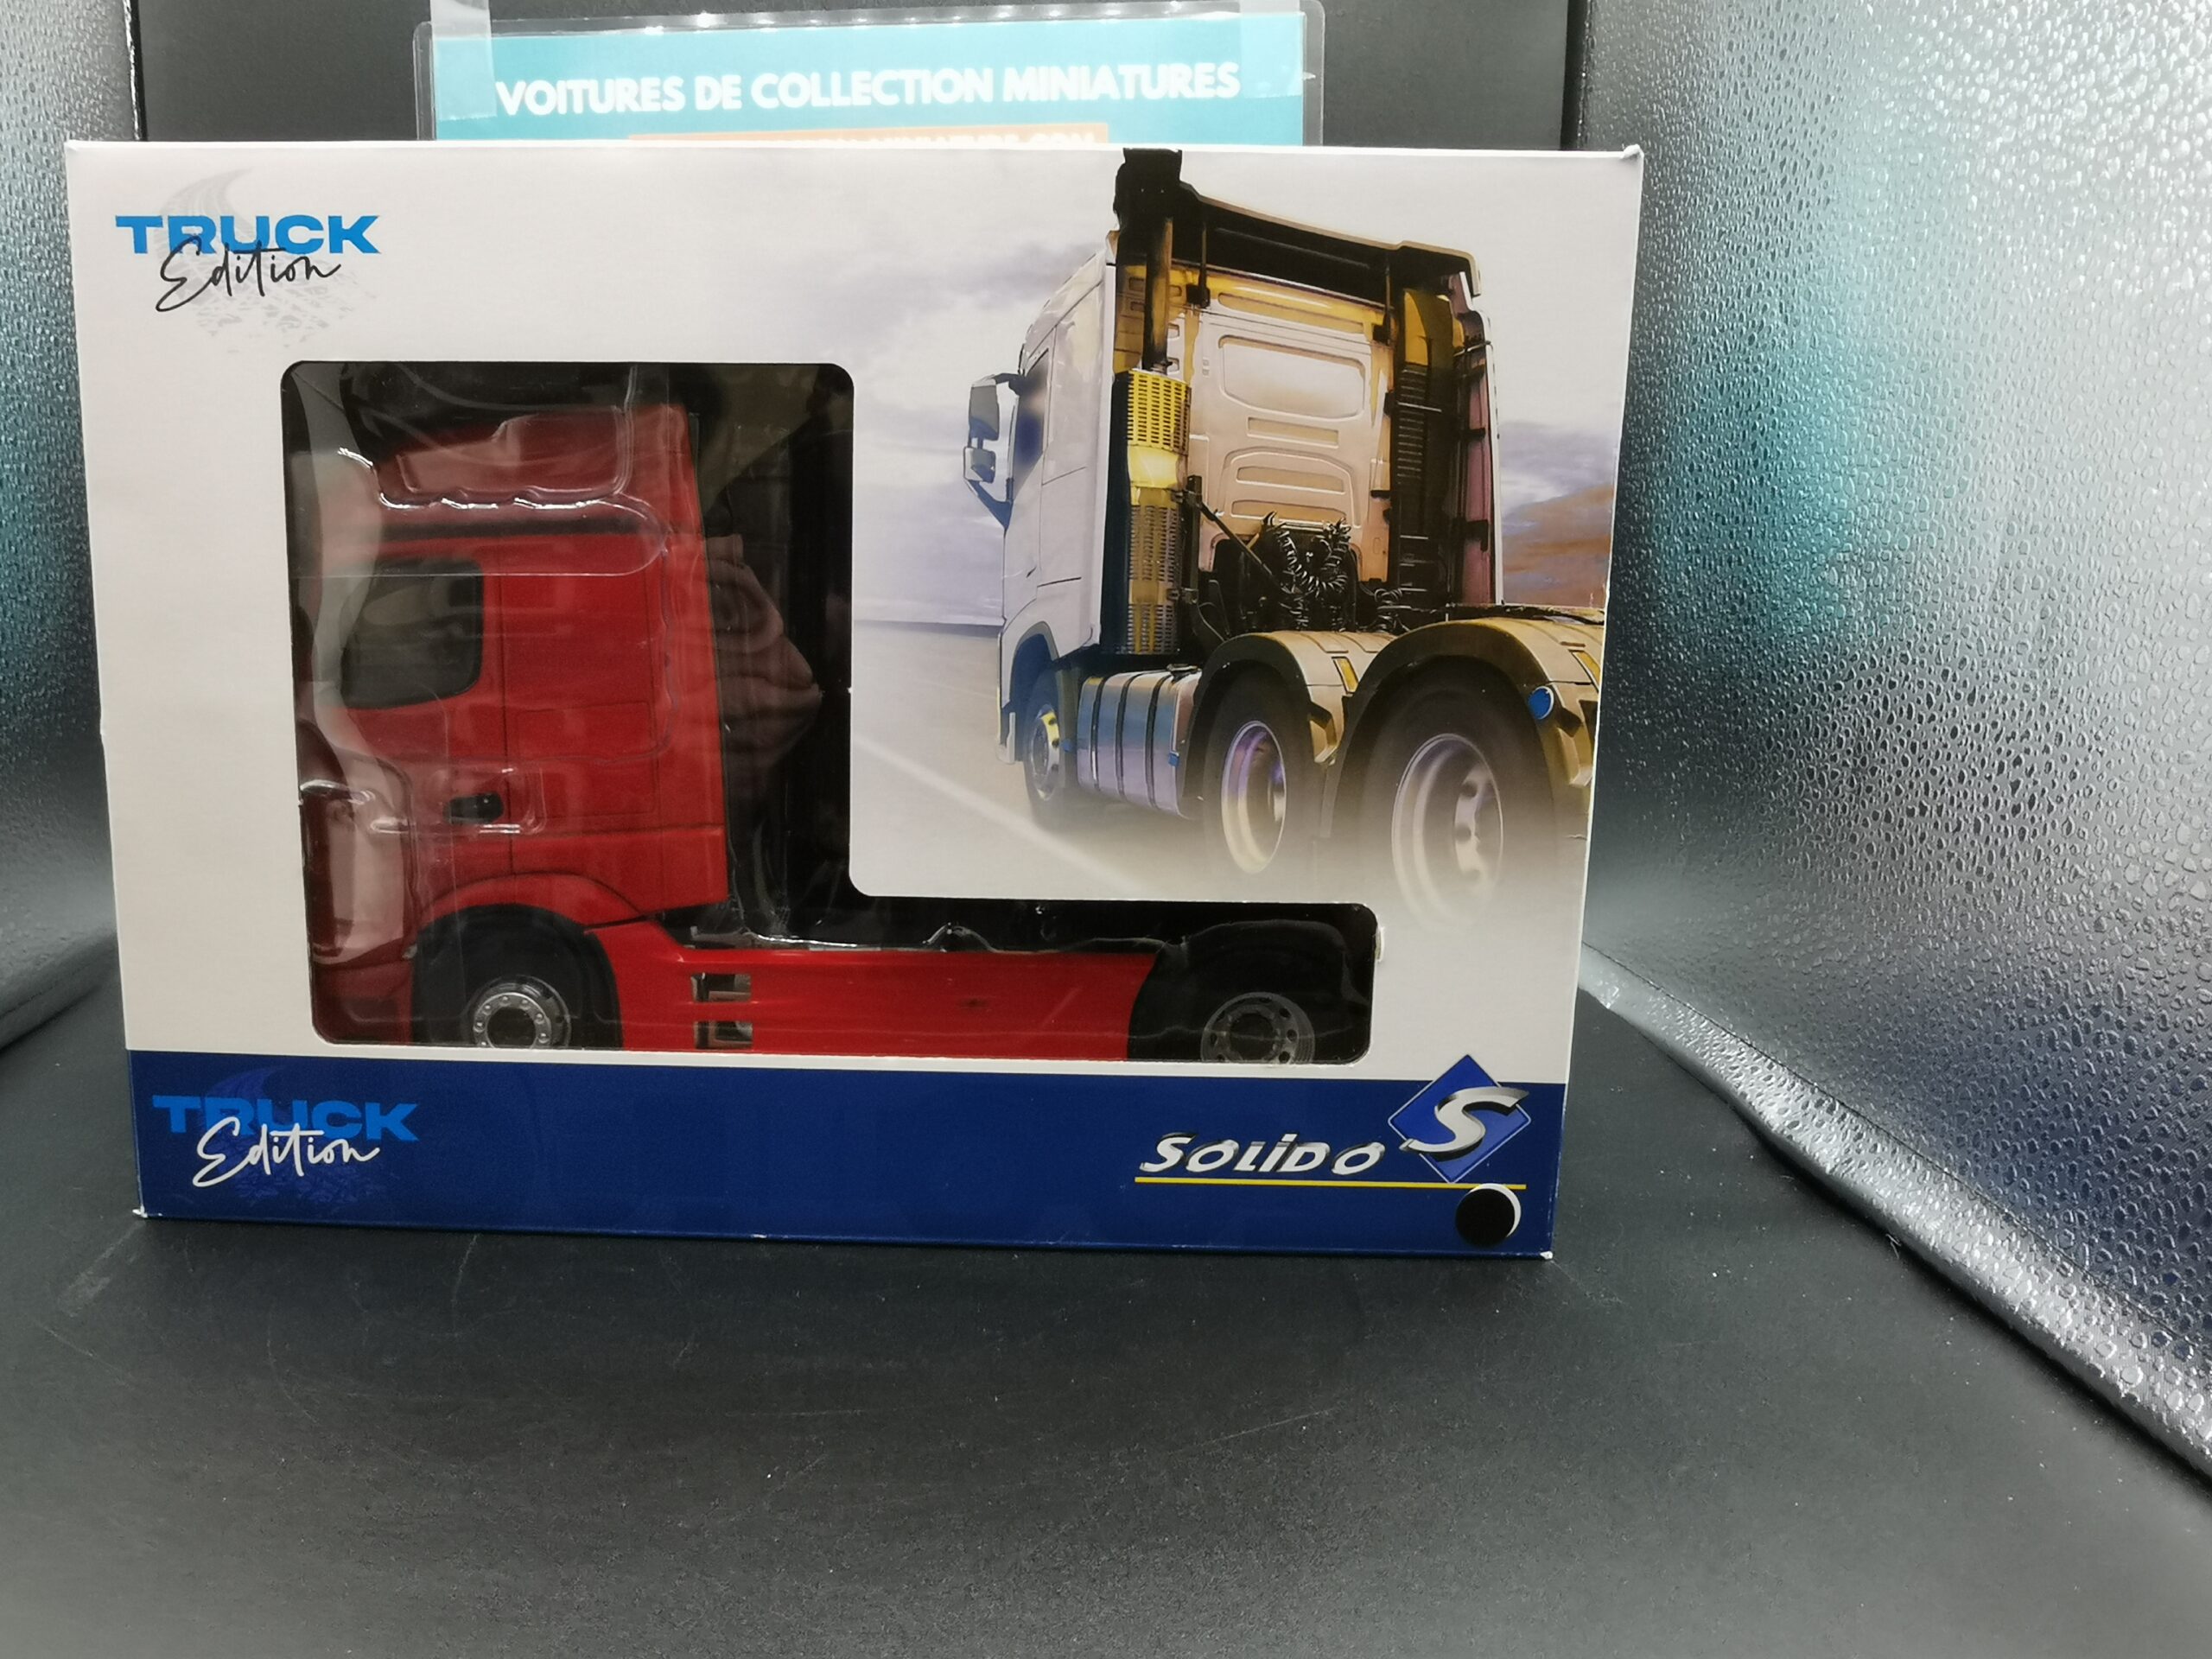 VOITURES DE COLLECTION MINIATURES
TRUCK
Edition
TRUCK
Edition
SOLIDO
S